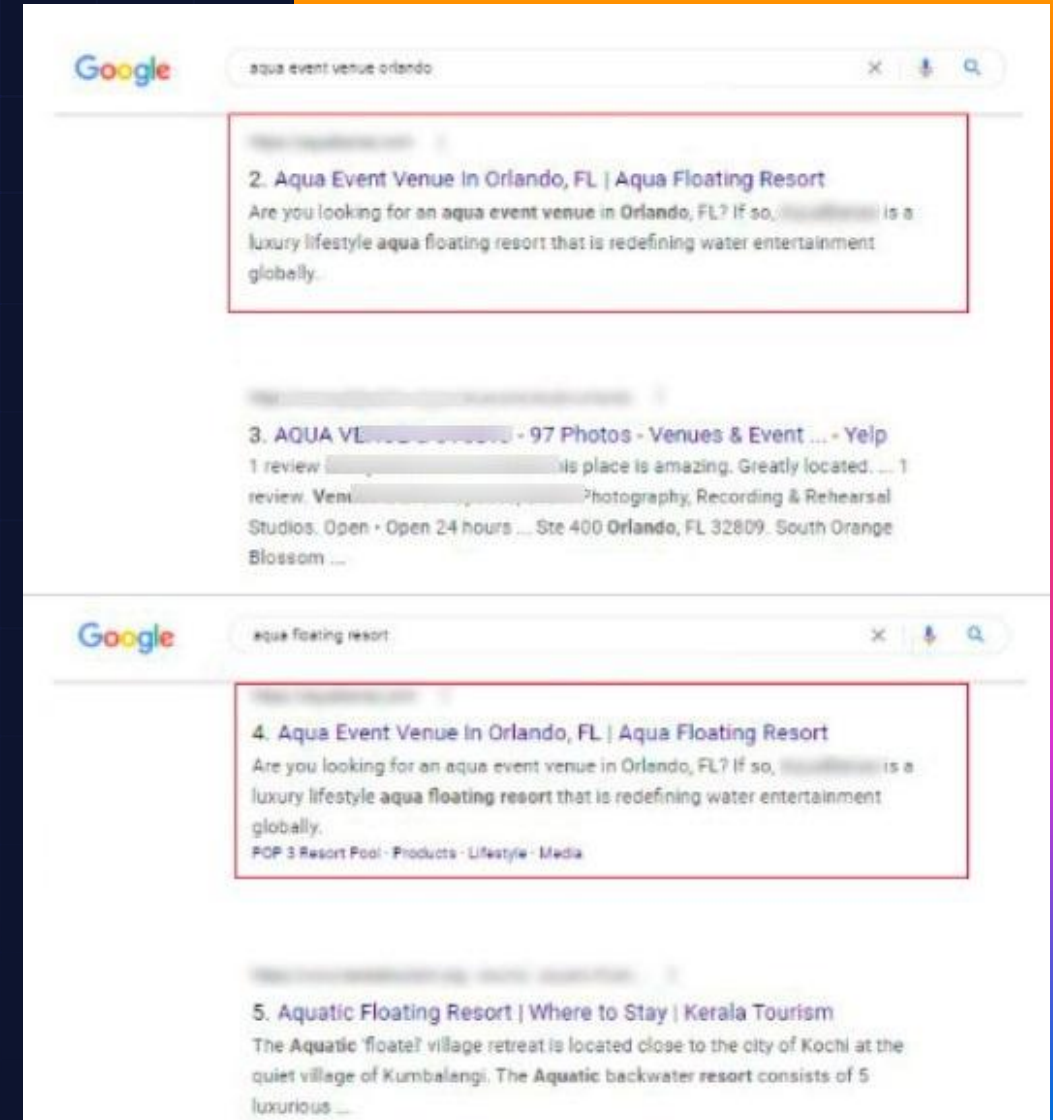 Google
aqua event venue orlando
2. Aqua Event Venue In Orlando, FL | Aqua Floating Resort
Are you looking for an aqua event venue in Orlando, FL? If so, is a
luxury lifestyle aqua floating resort that is redefining water entertainment
globally.
3. AQUA - 97 Photos - Venues & Event ... - Yelp
1 review place is amazing. Greatly located. ... 1
review. Photography, Recording & Rehearsal
Studios. Open • Open 24 hours ... Ste 400 Orlando, FL 32809. South Orange
Blossom ...
Google
aqua floating resort
4. Aqua Event Venue In Orlando, FL | Aqua Floating Resort
Are you looking for an aqua event venue in Orlando, FL? If so, is a
luxury lifestyle aqua floating resort that is redefining water entertainment
globally.
POP 3 Resort Pool · Products · Lifestyle · Media
5. Aquatic Floating Resort | Where to Stay | Kerala Tourism
The Aquatic 'floatel' village retreat is located close to the city of Kochi at the
quiet village of Kumbalangi. The Aquatic backwater resort consists of 5
luxurious ...